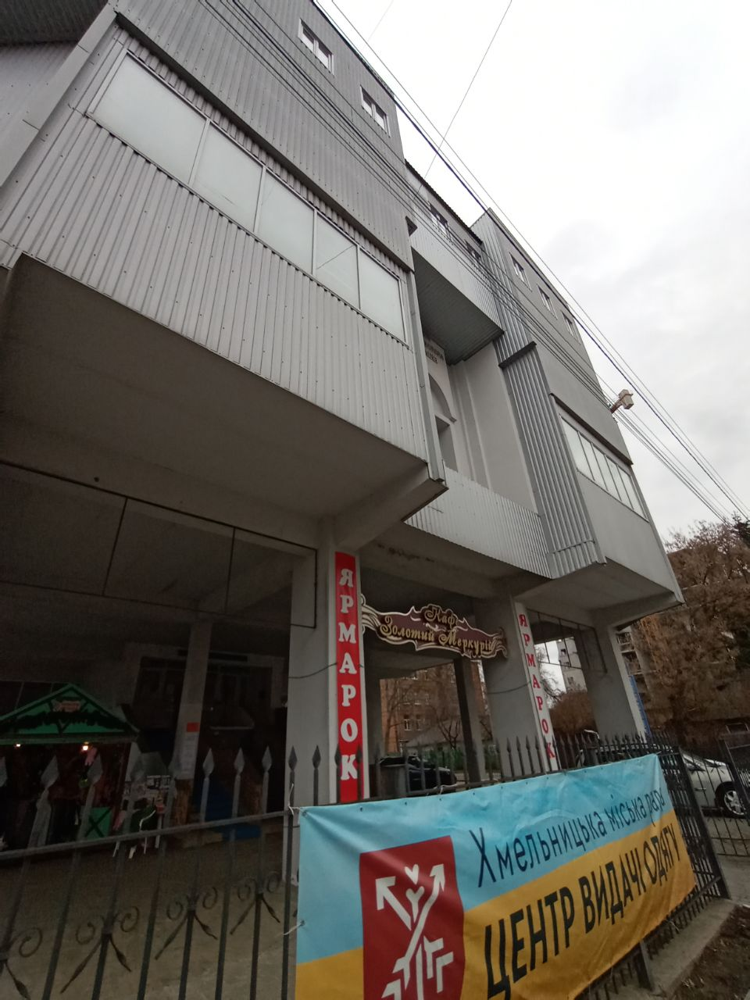 ЯРМАРОК
Кафе
Золотий Меркурій
ЯРМАРОК
Хмельницька міська рада
ЦЕНТР ВИДАЧІ ОДЯГУ